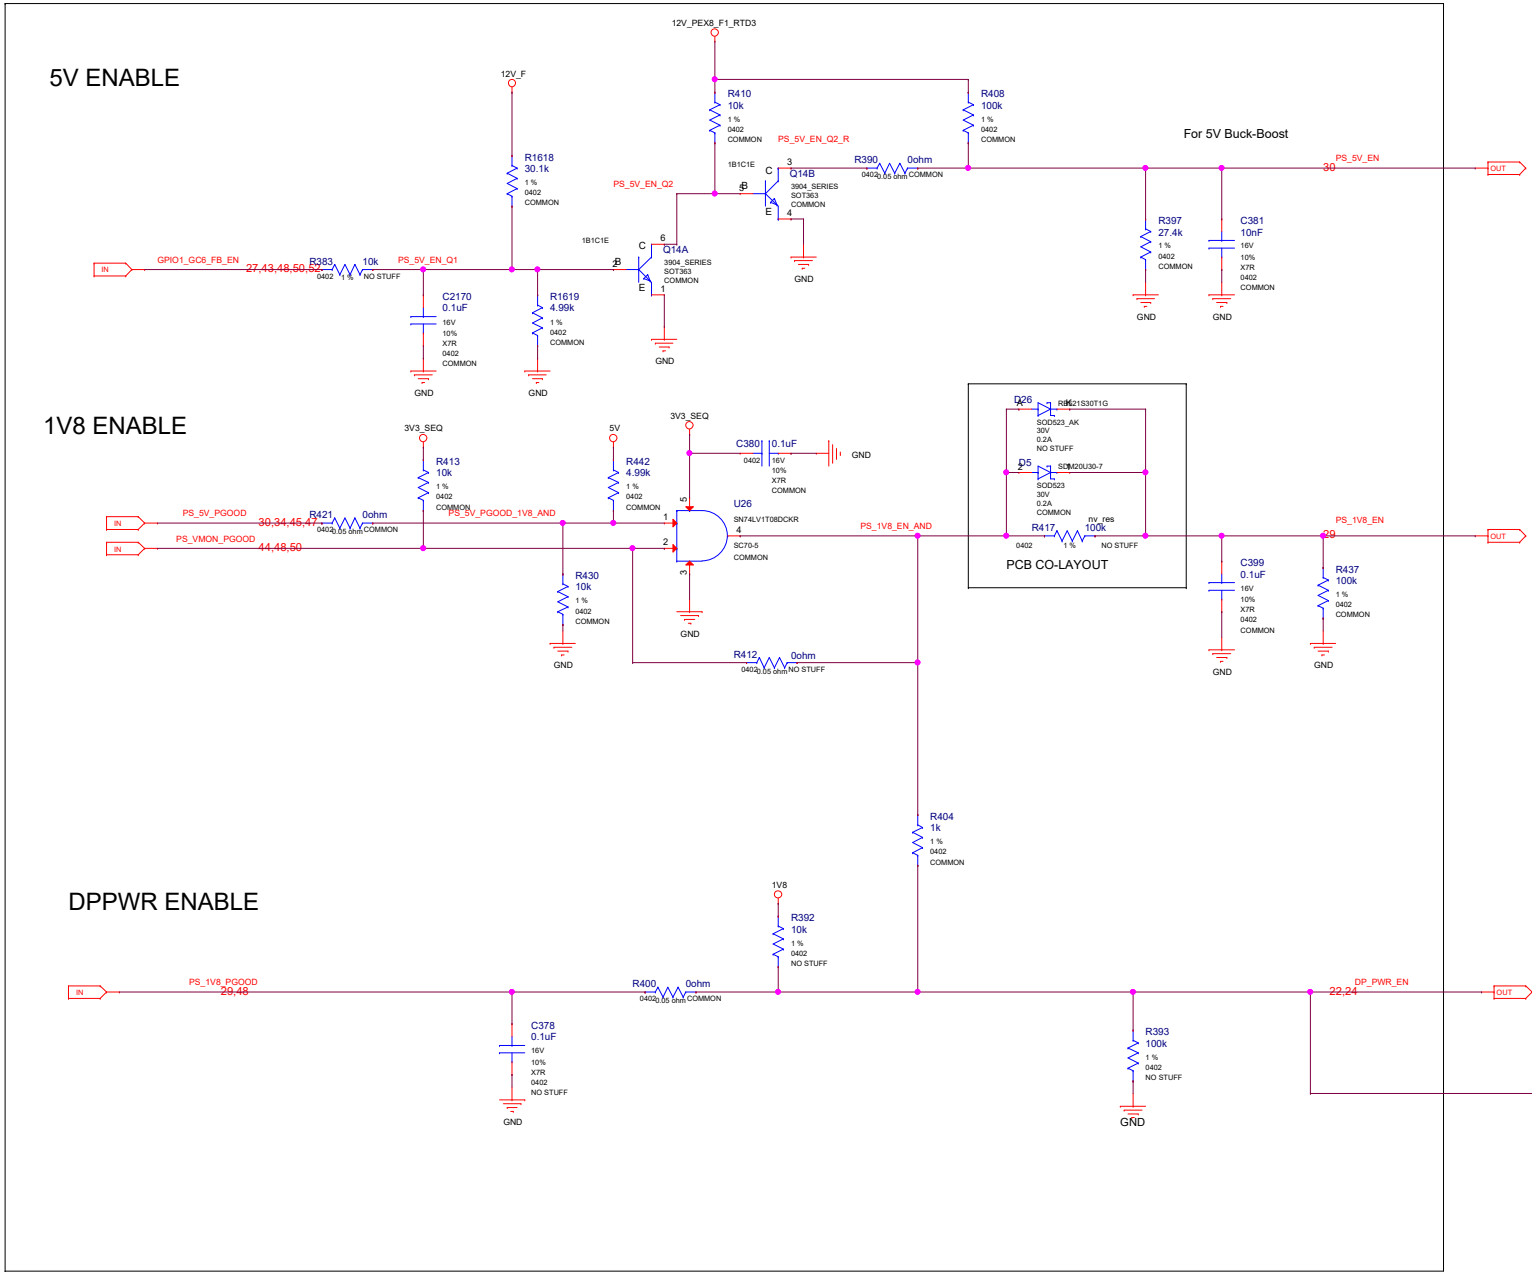 12V_PEX8_F1_RTD3
5V ENABLE
12V_F
R410
10k
1 %
0402
COMMON
R408
100k
1 %
0402
COMMON
For 5V Buck-Boost
PS_5V_EN_Q2_R
R1618
30.1k
1 %
0402
COMMON
1B1C1E
C
3
Q14B
3904_SERIES
SOT363
COMMON
R390
0ohm
0402
0.05 ohm
COMMON
PS_5V_EN
30
OUT
PS_5V_EN_Q2
5
B
E
4
GND
R397
27.4k
1 %
0402
COMMON
GND
C381
10nF
16V
10%
X7R
0402
COMMON
GND
1B1C1E
C
6
Q14A
3904_SERIES
SOT363
COMMON
2
B
E
1
GND
IN
GPIO1_GC6_FB_EN
27,43,48,50,52
R383
10k
0402
1 %
NO STUFF
PS_5V_EN_Q1
C2170
0.1uF
16V
10%
X7R
0402
COMMON
GND
R1619
4.99k
1 %
0402
COMMON
GND
1V8 ENABLE
3V3_SEQ
R413
10k
1 %
0402
COMMON
5V
R442
4.99k
1 %
0402
COMMON
3V3_SEQ
C380
0.1uF
0402
16V
10%
X7R
COMMON
GND
D26
A
K
SOD523_AK
30V
0.2A
NO STUFF
D5
2
1
SDM20U30-7
SOD523
30V
0.2A
COMMON
nv_res
R417
100k
0402
1 %
NO STUFF
PCB CO-LAYOUT
IN
PS_5V_PGOOD
30,34,45,47
R421
0ohm
0402
0.05 ohm
COMMON
PS_5V_PGOOD_1V8_AND
IN
PS_VMON_PGOOD
44,48,50
1
2
5
U26
SN74LV1T08DCKR
4
SC70-5
COMMON
3
GND
PS_1V8_EN_AND
PS_1V8_EN
29
OUT
R430
10k
1 %
0402
COMMON
GND
C399
0.1uF
16V
10%
X7R
0402
COMMON
GND
R437
100k
1 %
0402
COMMON
GND
R412
0ohm
0402
0.05 ohm
NO STUFF
R404
1k
1 %
0402
COMMON
DPPWR ENABLE
1V8
R392
10k
1 %
0402
NO STUFF
IN
PS_1V8_PGOOD
29,48
R400
0ohm
0402
0.05 ohm
COMMON
DP_PWR_EN
22,24
OUT
C378
0.1uF
16V
10%
X7R
0402
NO STUFF
GND
R393
100k
1 %
0402
NO STUFF
GND